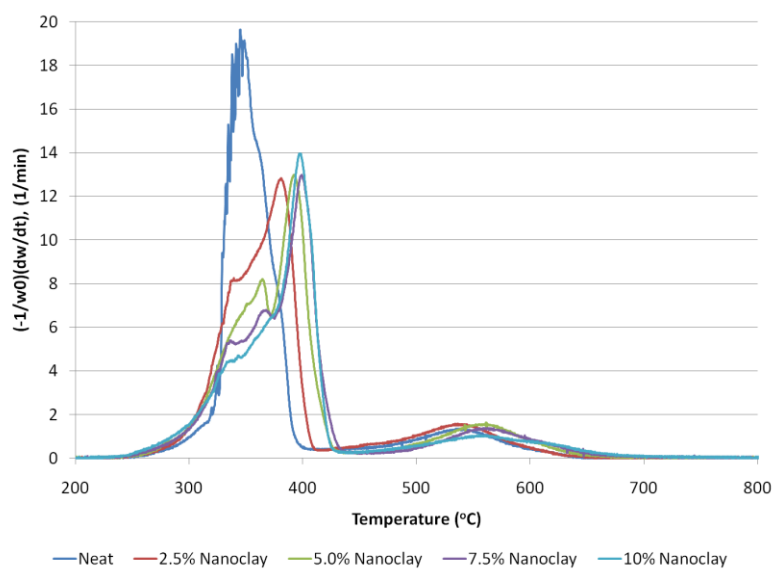 20
18
16
14
12
10
8
6
4
2
0
(-1/w0)(dw/dt), (1/min)
200 300 400 500 600 700 800
Temperature (°C)
Neat 2.5% Nanoclay 5.0% Nanoclay 7.5% Nanoclay 10% Nanoclay